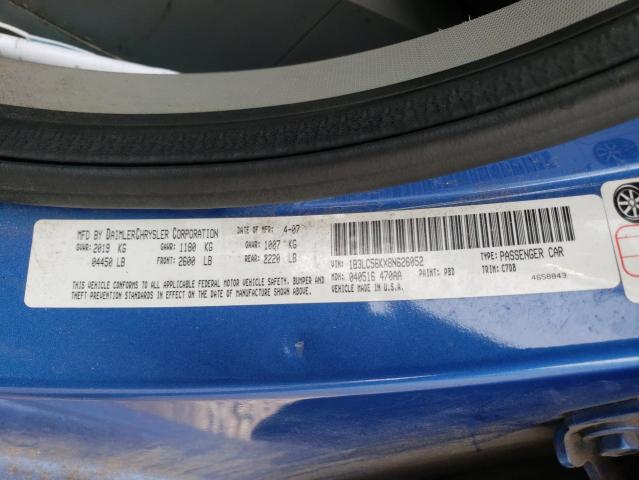 MFD BY DAIMLERCHRYSLER CORPORATION DATE OF MFR: 4-07
GVWR: 2019 KG GAWR: 1180 KG GAWR: 1007 KG
04450 LB FRONT: 2600 LB REAR: 2220 LB
THIS VEHICLE CONFORMS TO ALL APPLICABLE FEDERAL MOTOR VEHICLE SAFETY, BUMPER AND
THEFT PREVENTION STANDARDS IN EFFECT ON THE DATE OF MANUFACTURE SHOWN ABOVE.
VIN: 1B3LC56KX8N626052 TYPE: PASSENGER CAR
MDH: 040516 470AA PAINT: PBD TRIM: C7DB
VEHICLE MADE IN U.S.A. 4658843